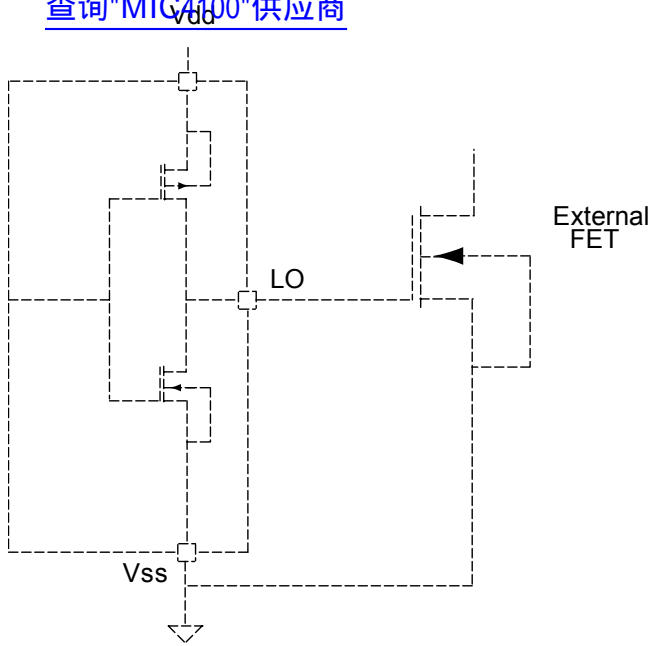 查询"MIC4100"供应商
Vdd
External
FET
LO
Vss